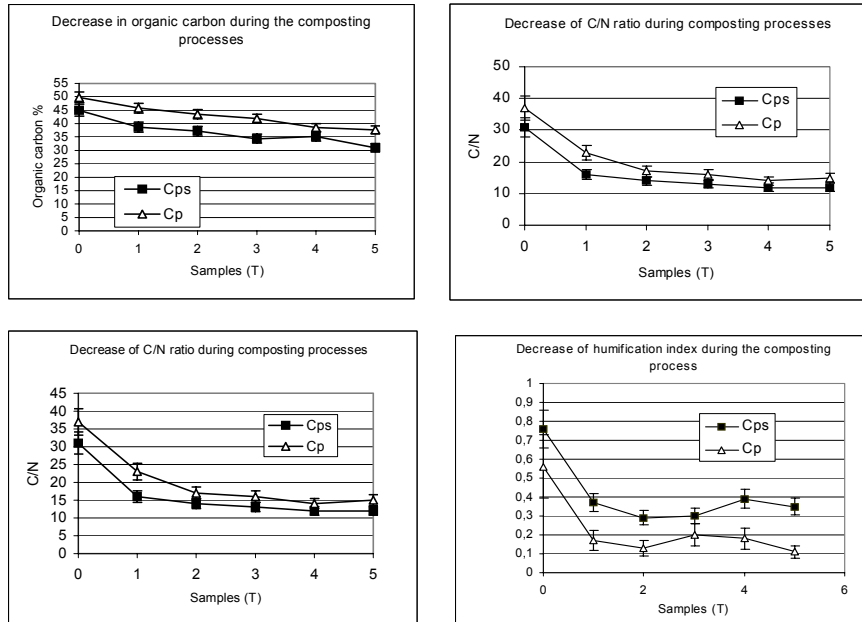 Decrease in organic carbon during the composting
processes
Organic carbon %
55
50
45
40
35
30
25
20
15
10
5
0
Cps
Cp
0 1 2 3 4 5
Samples (T)
Decrease of C/N ratio during composting processes
C/N
50
40
30
20
10
0
Cps
Cp
0 1 2 3 4 5
Samples (T)
Decrease of C/N ratio during composting processes
C/N
45
40
35
30
25
20
15
10
5
0
Cps
Cp
0 1 2 3 4 5
Samples (T)
Decrease of humification index during the composting
process
1
0,9
0,8
0,7
0,6
0,5
0,4
0,3
0,2
0,1
0
Cps
Cp
0 2 4 6
Samples (T)